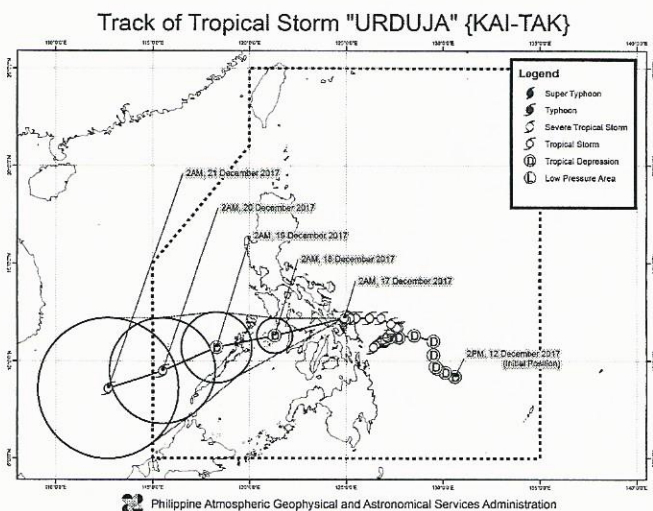 Track of Tropical Storm "URDUJA" {KAI-TAK}
Legend
Super Typhoon
Typhoon
Severe Tropical Storm
Tropical Storm
D Tropical Depression
L Low Pressure Area
2AM, 21 December 2017
2AM, 20 December 2017
2AM, 19 December 2017
2AM, 18 December 2017
2AM, 17 December 2017
2PM, 12 December 2017
(Initial Position)
Philippine Atmospheric Geophysical and Astronomical Services Administration